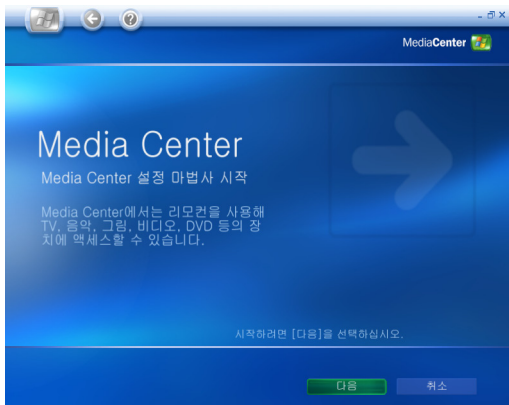 MediaCenter
Media Center
Media Center 설정 마법사 시작
Media Center에서는 리모컨을 사용해
TV, 음악, 그림, 비디오, DVD 등의 장
치에 액세스할 수 있습니다.
시작하려면 [다음]을 선택하십시오.
다음 취소